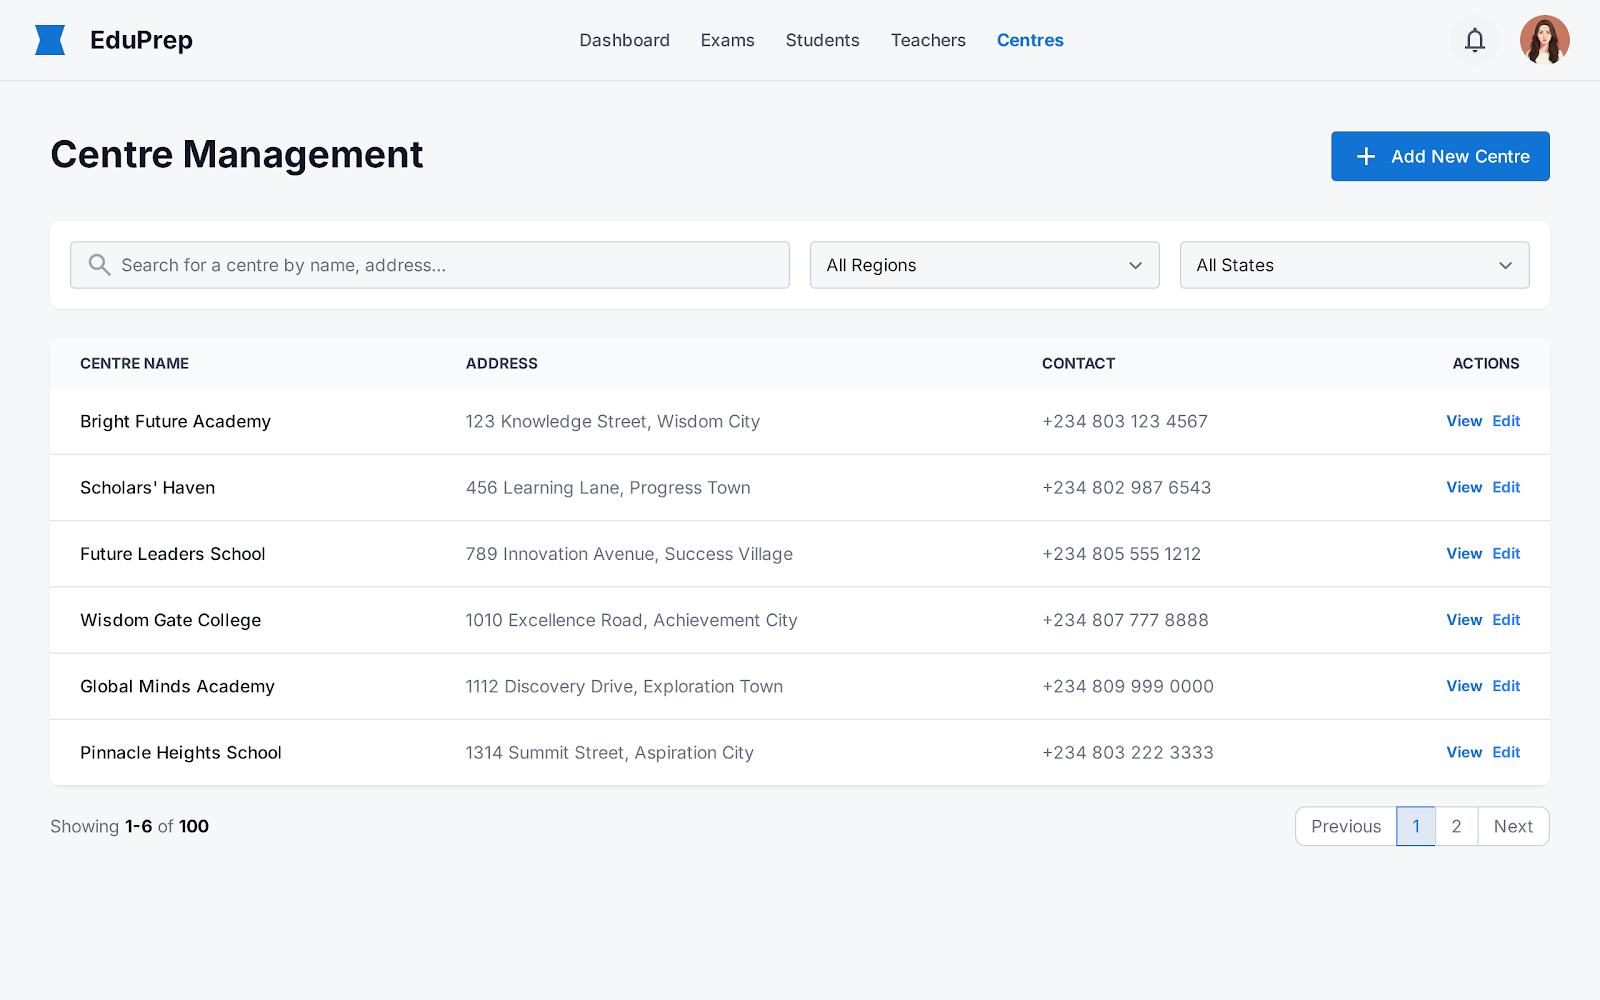 EduPrep
Dashboard Exams Students Teachers Centres
Centre Management
Add New Centre
Search for a centre by name, address...
All Regions
All States
CENTRE NAME ADDRESS CONTACT ACTIONS
Bright Future Academy 123 Knowledge Street, Wisdom City +234 803 123 4567 View Edit
Scholars' Haven 456 Learning Lane, Progress Town +234 802 987 6543 View Edit
Future Leaders School 789 Innovation Avenue, Success Village +234 805 555 1212 View Edit
Wisdom Gate College 1010 Excellence Road, Achievement City +234 807 777 8888 View Edit
Global Minds Academy 1112 Discovery Drive, Exploration Town +234 809 999 0000 View Edit
Pinnacle Heights School 1314 Summit Street, Aspiration City +234 803 222 3333 View Edit
Showing 1-6 of 100
Previous 1 2 Next